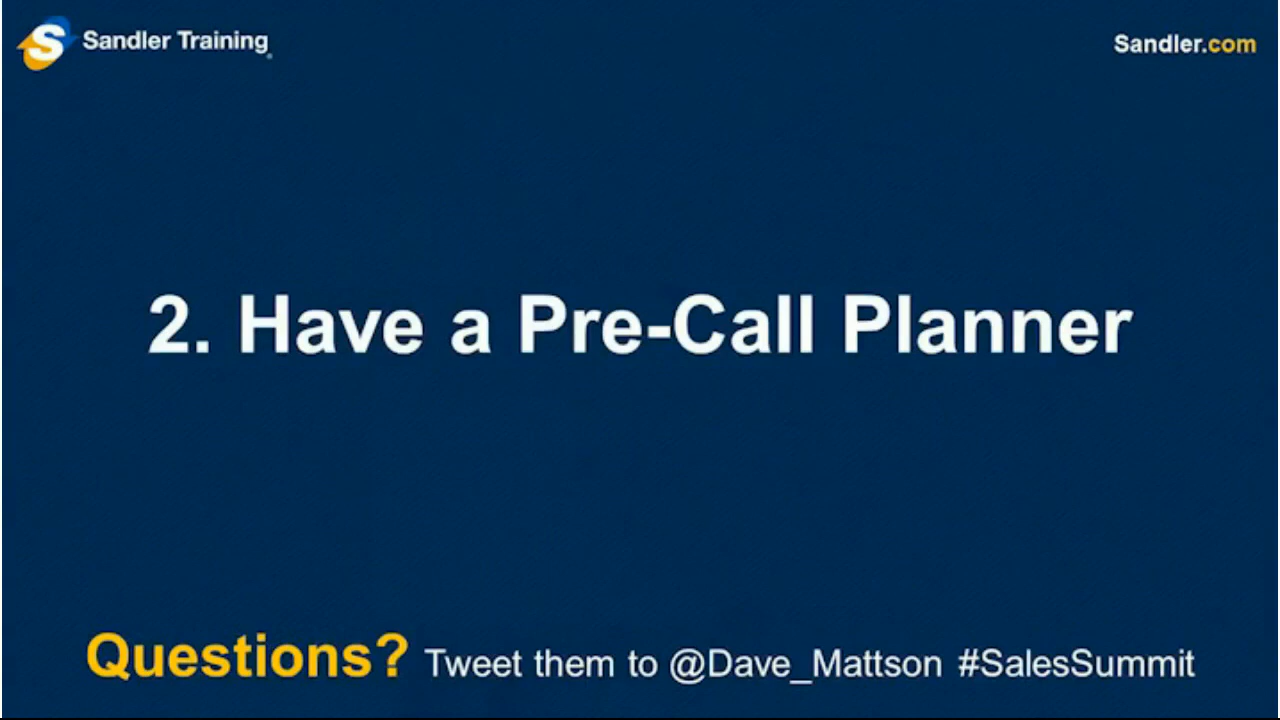 Sandler Training
Sandler.com
2. Have a Pre-Call Planner
Questions? Tweet them to @Dave_Mattson #SalesSummit